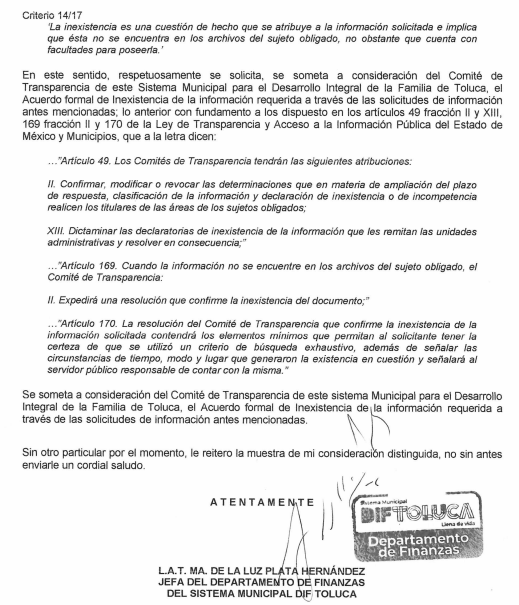 Criterio 14/17
'La inexistencia es una cuestión de hecho que se atribuye a la información solicitada e implica
que ésta no se encuentra en los archivos del sujeto obligado, no obstante que cuenta con
facultades para poseerla.'
En este sentido, respetuosamente se solicita, se someta a consideración del Comité de
Transparencia de este Sistema Municipal para el Desarrollo Integral de la Familia de Toluca, el
Acuerdo formal de Inexistencia de la información requerida a través de las solicitudes de información
antes mencionadas; lo anterior con fundamento a los dispuesto en los artículos 49 fracción II y XIII,
169 fracción II y 170 de la Ley de Transparencia y Acceso a la Información Pública del Estado de
México y Municipios, que a la letra dicen:
…"Artículo 49. Los Comités de Transparencia tendrán las siguientes atribuciones:
II. Confirmar, modificar o revocar las determinaciones que en materia de ampliación del plazo
de respuesta, clasificación de la información y declaración de inexistencia o de incompetencia
realicen los titulares de las áreas de los sujetos obligados;
XIII. Dictaminar las declaratorias de inexistencia de la información que les remitan las unidades
administrativas y resolver en consecuencia;"
…"Artículo 169. Cuando la información no se encuentre en los archivos del sujeto obligado, el
Comité de Transparencia:
II. Expedirá una resolución que confirme la inexistencia del documento;"
…"Artículo 170. La resolución del Comité de Transparencia que confirme la inexistencia de la
información solicitada contendrá los elementos mínimos que permitan al solicitante tener la
certeza de que se utilizó un criterio de búsqueda exhaustivo, además de señalar las
circunstancias de tiempo, modo y lugar que generaron la existencia en cuestión y señalará al
servidor público responsable de contar con la misma."
Se someta a consideración del Comité de Transparencia de este sistema Municipal para el Desarrollo
Integral de la Familia de Toluca, el Acuerdo formal de Inexistencia de la información requerida a
través de las solicitudes de información antes mencionadas.
Sin otro particular por el momento, le reitero la muestra de mi consideración distinguida, no sin antes
enviarle un cordial saludo.
ATENTAMENTE
Sistema Municipal
DIF TOLUCA
Llena de vida
Departamento
de Finanzas
L.A.T. MA. DE LA LUZ PLATA HERNÁNDEZ
JEFA DEL DEPARTAMENTO DE FINANZAS
DEL SISTEMA MUNICIPAL DIF TOLUCA